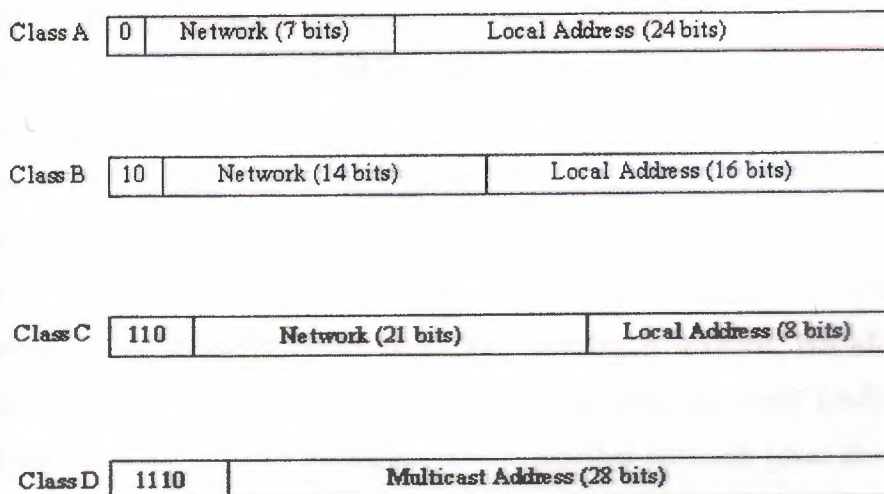 Class A 0 Network (7 bits) Local Address (24 bits)
Class B 10 Network (14 bits) Local Address (16 bits)
Class C 110 Network (21 bits) Local Address (8 bits)
Class D 1110 Multicast Address (28 bits)